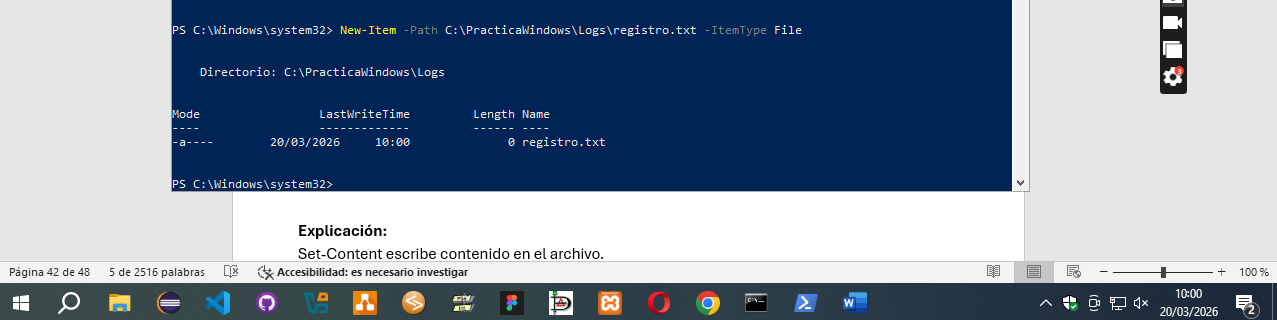 PS C:\Windows\system32> New-Item -Path C:\PracticaWindows\Logs\registro.txt -ItemType File
Directorio: C:\PracticaWindows\Logs
Mode                 LastWriteTime         Length Name
----                 -------------         ------ ----
-a----        20/03/2026     10:00              0 registro.txt
PS C:\Windows\system32>
3
Explicación:
Set-Content escribe contenido en el archivo.
Página 42 de 48 5 de 2516 palabras Accesibilidad: es necesario investigar 100 %
10:00
20/03/2026
2